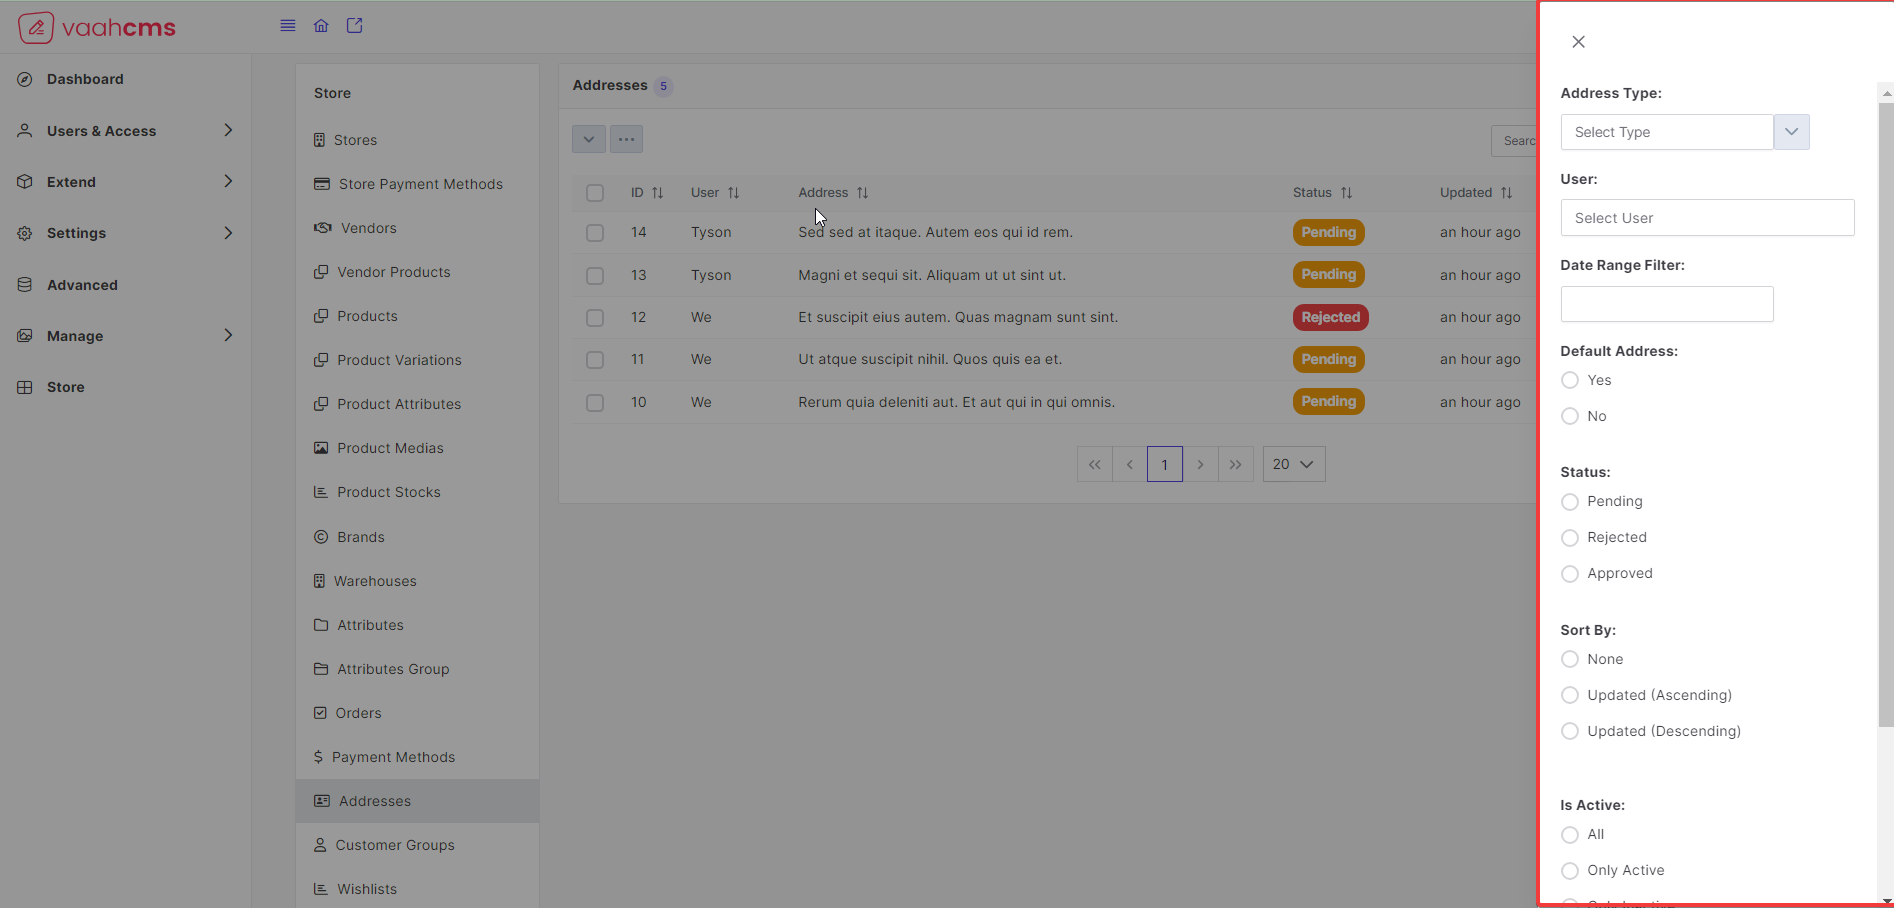 vaahcms
Dashboard
Users & Access
Extend
Settings
Advanced
Manage
Store
Store
Stores
Store Payment Methods
Vendors
Vendor Products
Products
Product Variations
Product Attributes
Product Medias
Product Stocks
Brands
Warehouses
Attributes
Attributes Group
Orders
Payment Methods
Addresses
Customer Groups
Wishlists
Addresses 5
Searc
ID User Address Status Updated
14 Tyson Sed sed at itaque. Autem eos qui id rem. Pending an hour ago
13 Tyson Magni et sequi sit. Aliquam ut ut sint ut. Pending an hour ago
12 We Et suscipit eius autem. Quas magnam sunt sint. Rejected an hour ago
11 We Ut atque suscipit nihil. Quos quis ea et. Pending an hour ago
10 We Rerum quia deleniti aut. Et aut qui in qui omnis. Pending an hour ago
1 20
Address Type:
Select Type
User:
Select User
Date Range Filter:
Default Address:
Yes
No
Status:
Pending
Rejected
Approved
Sort By:
None
Updated (Ascending)
Updated (Descending)
Is Active:
All
Only Active